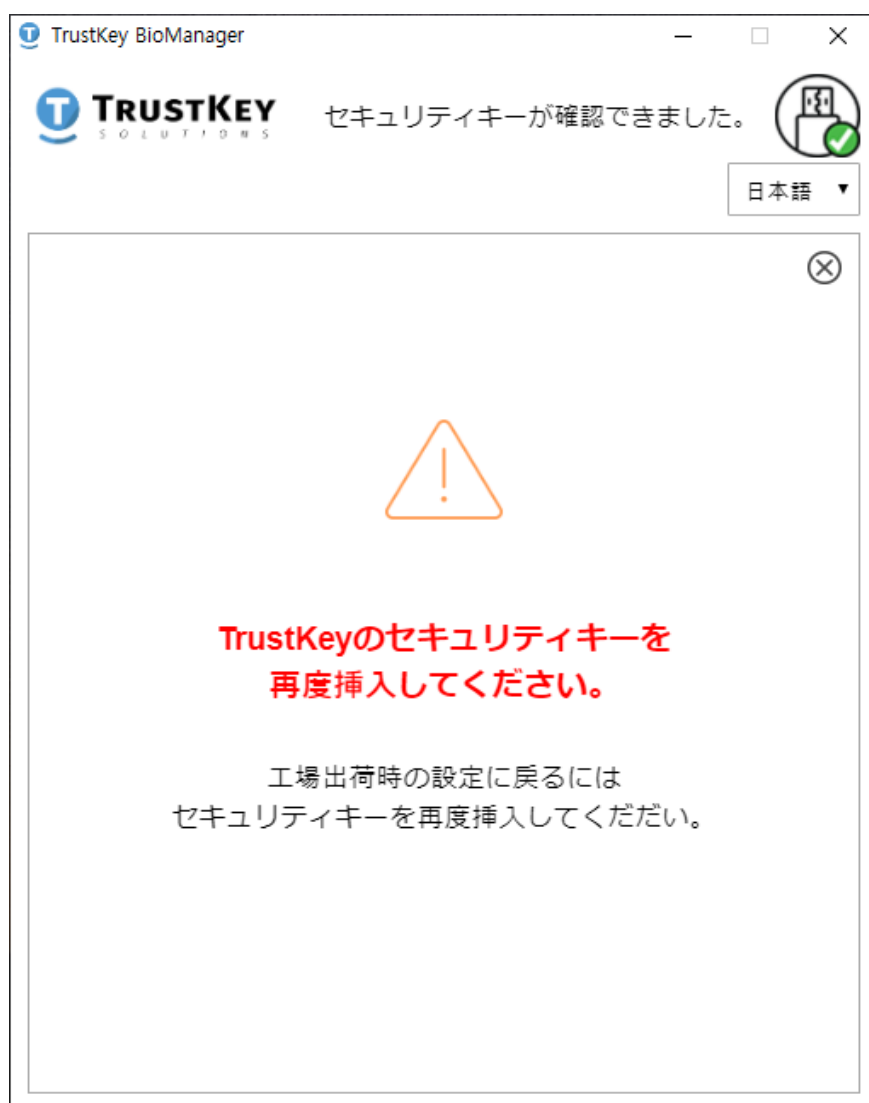 TrustKey BioManager
TRUSTKEY
SOLUTIONS
セキュリティキーが確認できました。
日本語
TrustKeyのセキュリティキーを
再度挿入してください。
工場出荷時の設定に戻るには
セキュリティキーを再度挿入してくだだい。